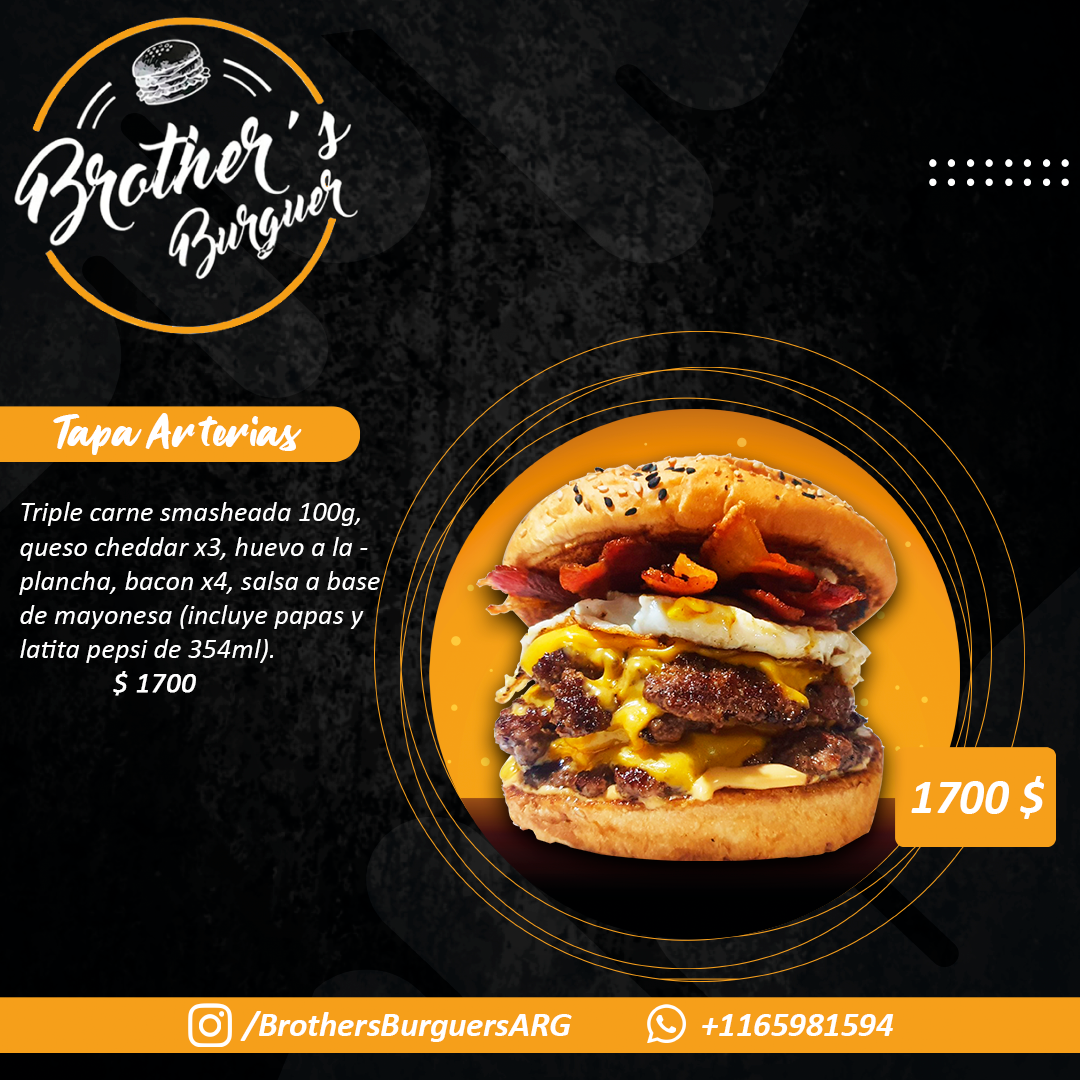 Brother's
Burguer
Tapa Arterias
Triple carne smasheada 100g,
queso cheddar x3, huevo a la -
plancha, bacon x4, salsa a base
de mayonesa (incluye papas y
latita pepsi de 354ml).
$ 1700
1700 $
/BrothersBurguersARG
+1165981594